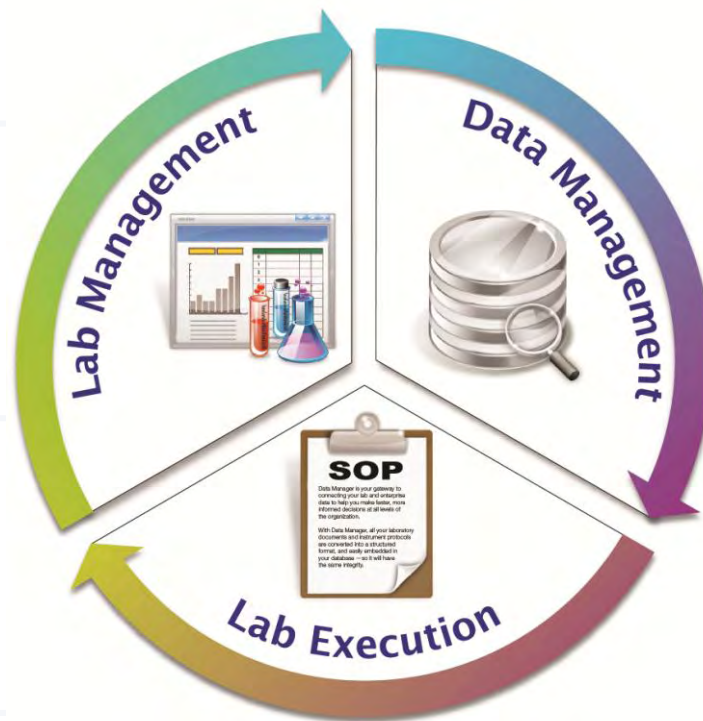 Lab Management
Data Management
SOP
Data Manager is your gateway to
connecting your lab and enterprise
data to help you make faster, more
informed decisions at all levels of
the organization.
With Data Manager, all your laboratory
documents and instrument protocols
are converted into a structured
format, and easily embedded in
your database — so it will have
the same integrity.
Lab Execution